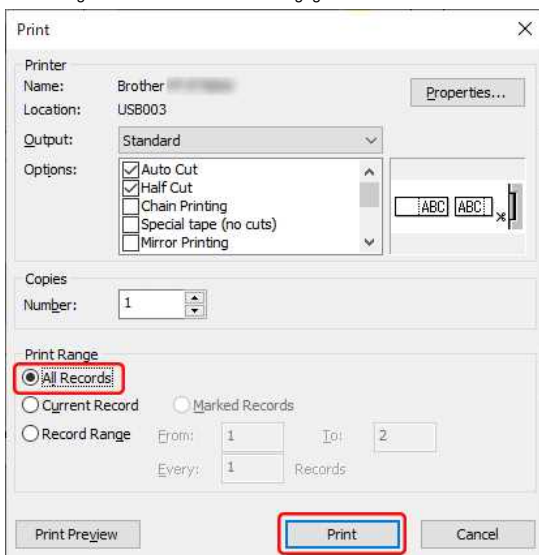 Print
Printer
Name: Brother
Properties...
Location: USB003
Output: Standard
Options: Auto Cut
Half Cut
Chain Printing
Special tape (no cuts)
Mirror Printing
ABC ABC
Copies
Number: 1
Print Range
All Records
Current Record Marked Records
Record Range From: 1 To: 2
Every: 1 Records
Print Preview Print Cancel